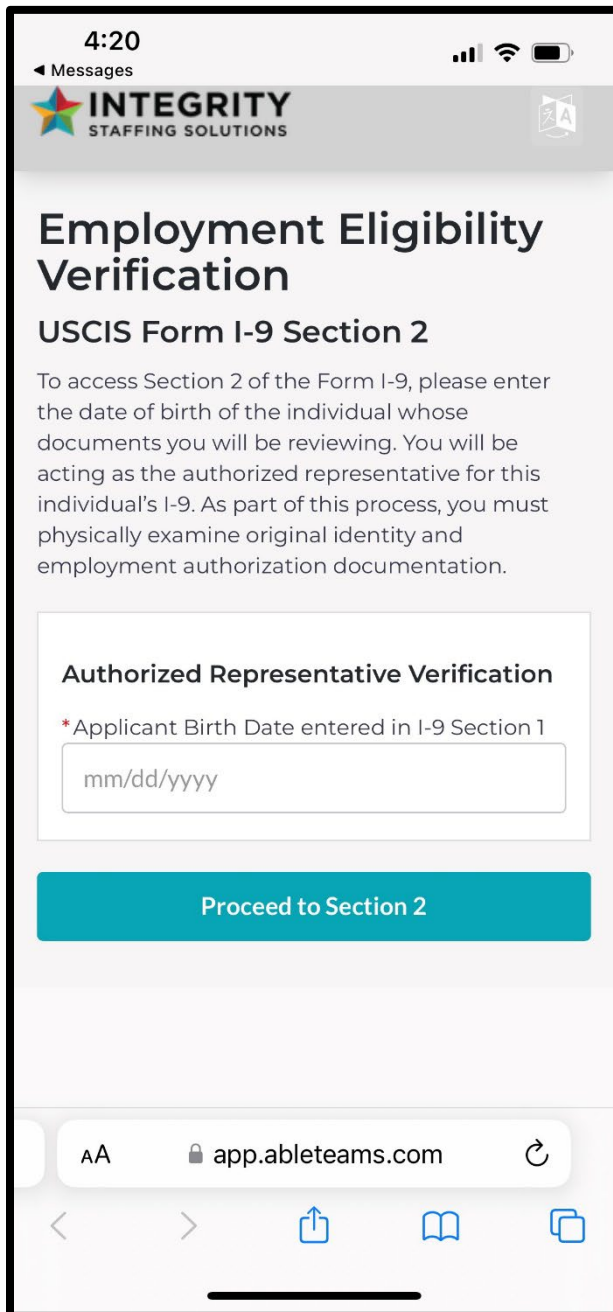 4:20
◀ Messages
INTEGRITY
STAFFING SOLUTIONS
文A
Employment Eligibility
Verification
USCIS Form I-9 Section 2
To access Section 2 of the Form I-9, please enter
the date of birth of the individual whose
documents you will be reviewing. You will be
acting as the authorized representative for this
individual's I-9. As part of this process, you must
physically examine original identity and
employment authorization documentation.
Authorized Representative Verification
*Applicant Birth Date entered in I-9 Section 1
mm/dd/yyyy
Proceed to Section 2
AA app.ableteams.com